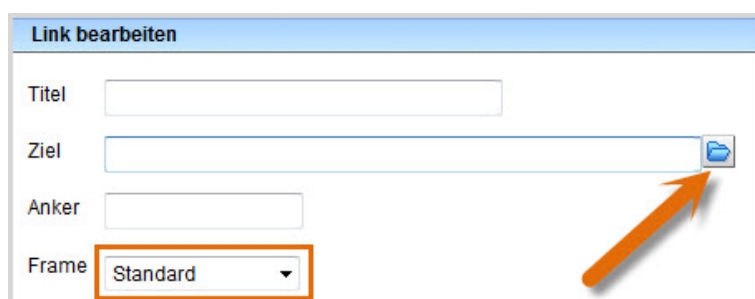 Link bearbeiten
Titel
Ziel
Anker
Frame Standard